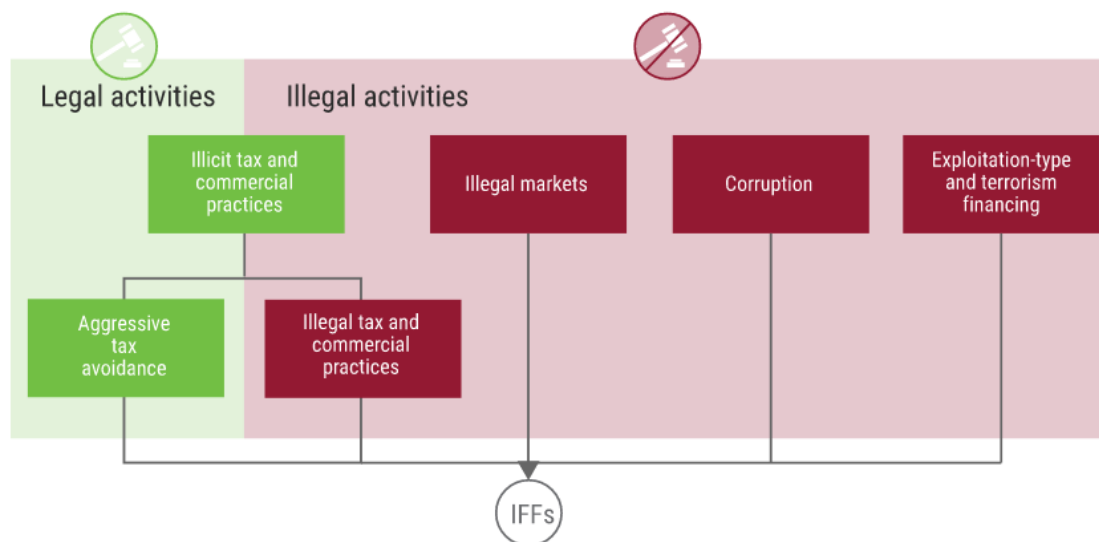 Legal activities
Illegal activities
Illicit tax and
commercial
practices
Illegal markets
Corruption
Exploitation-type
and terrorism
financing
Aggressive
tax
avoidance
Illegal tax and
commercial
practices
IFFs